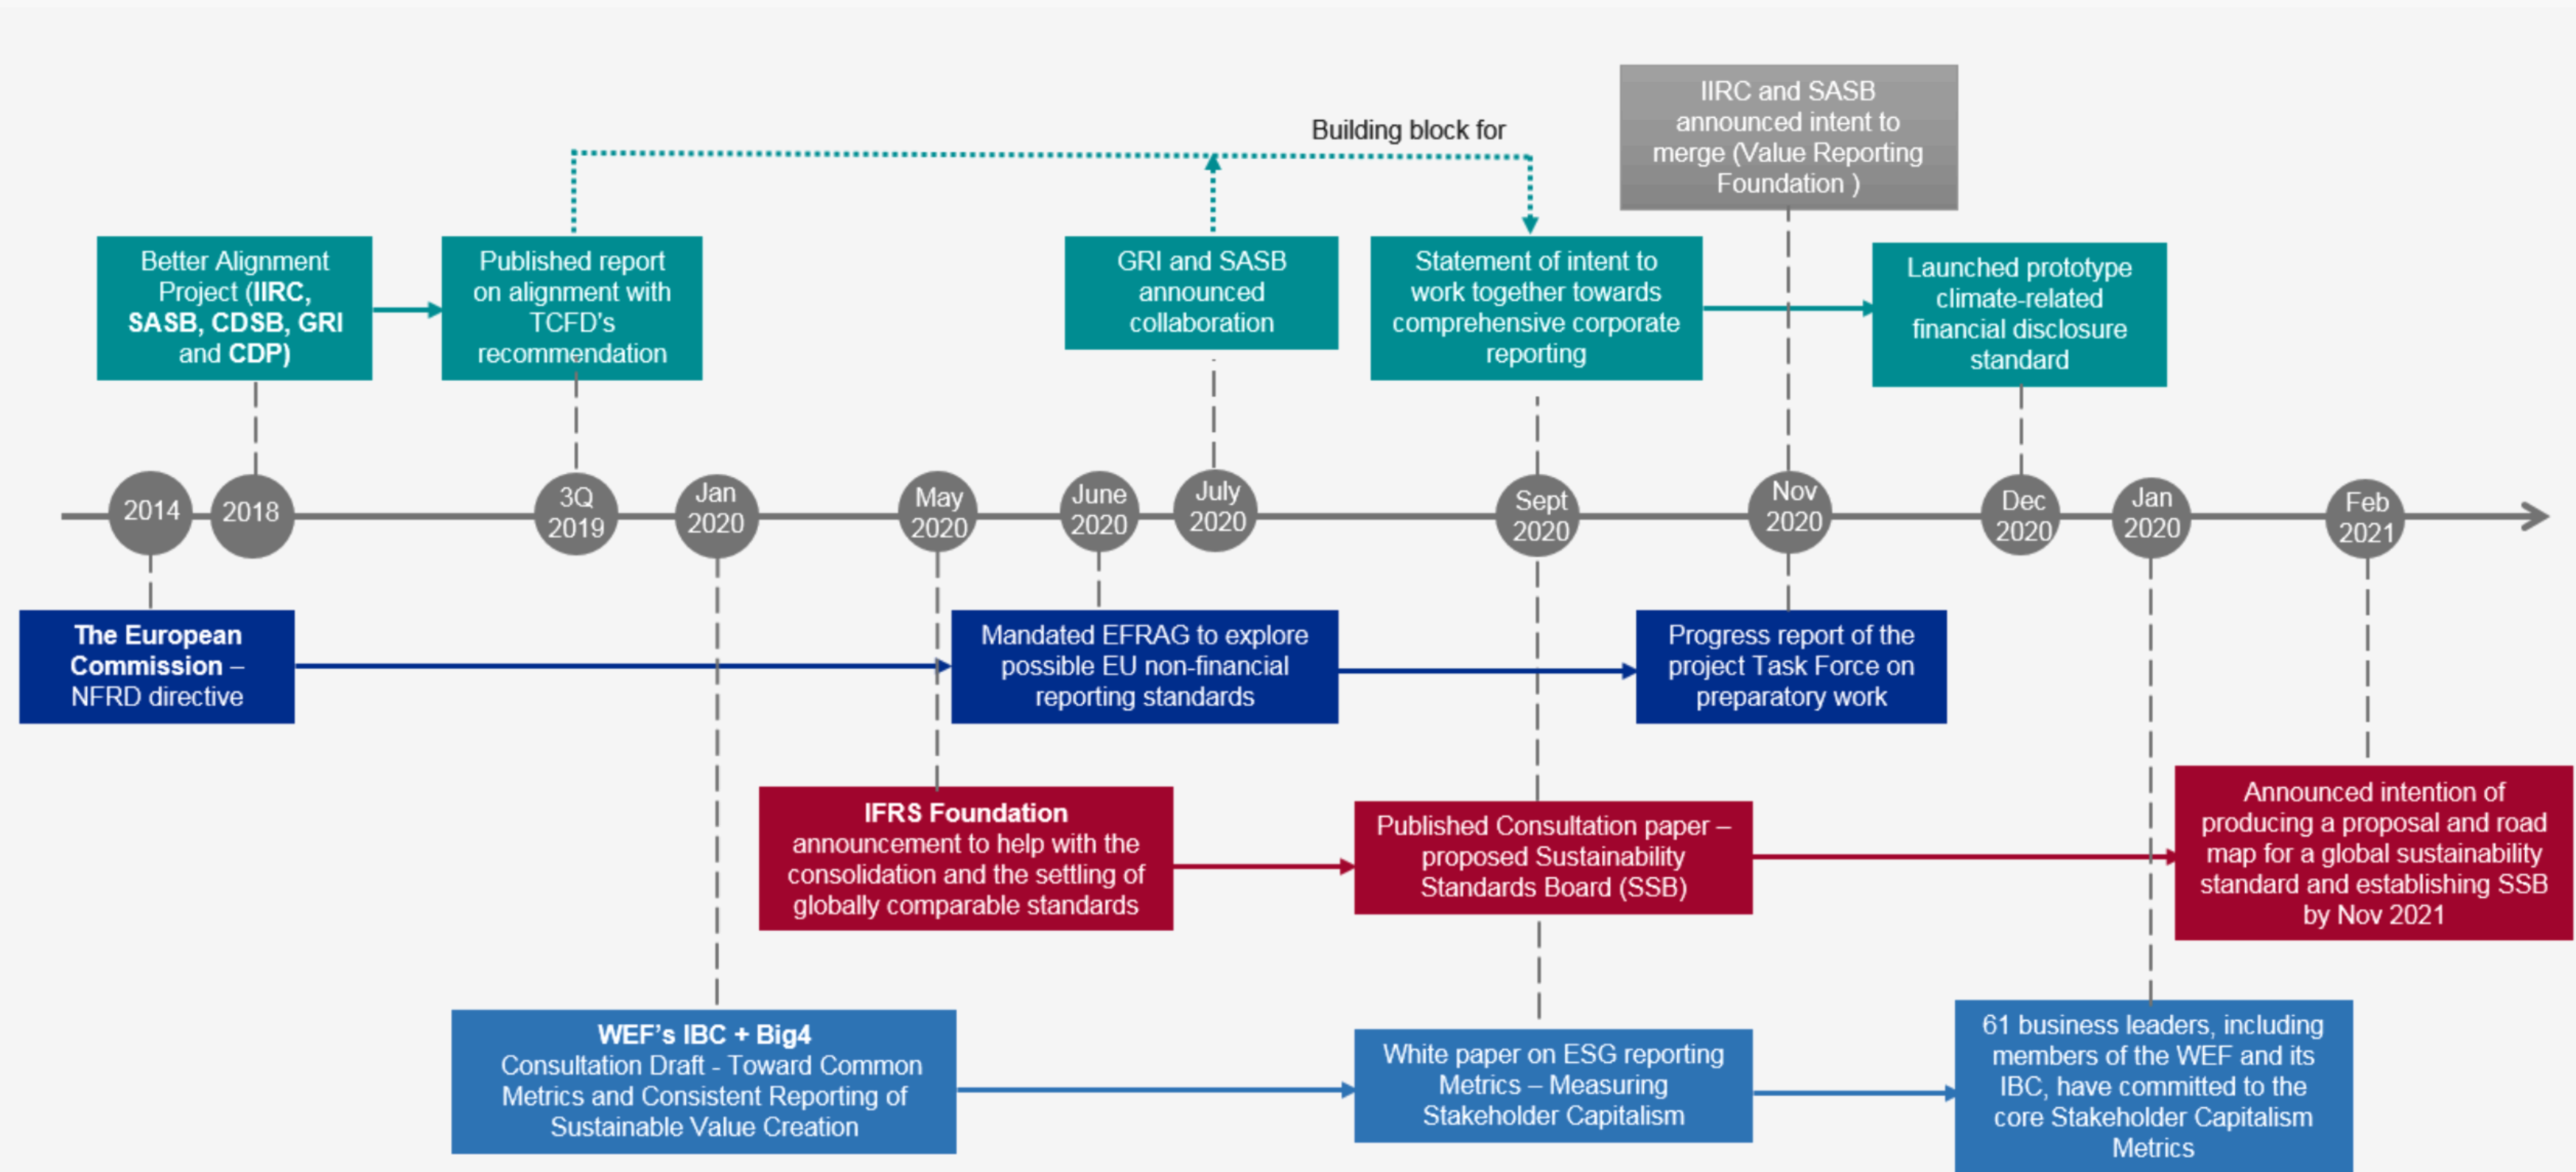 Building block for
IIRC and SASB
announced intent to
merge (Value Reporting
Foundation )
Better Alignment
Project (IIRC,
SASB, CDSB, GRI
and CDP)
Published report
on alignment with
TCFD's
recommendation
GRI and SASB
announced
collaboration
Statement of intent to
work together towards
comprehensive corporate
reporting
Launched prototype
climate-related
financial disclosure
standard
2014
2018
3Q
2019
Jan
2020
May
2020
June
2020
July
2020
Sept
2020
Nov
2020
Dec
2020
Jan
2020
Feb
2021
The European
Commission –
NFRD directive
Mandated EFRAG to explore
possible EU non-financial
reporting standards
Progress report of the
project Task Force on
preparatory work
IFRS Foundation
announcement to help with the
consolidation and the settling of
globally comparable standards
Published Consultation paper –
proposed Sustainability
Standards Board (SSB)
Announced intention of
producing a proposal and road
map for a global sustainability
standard and establishing SSB
by Nov 2021
WEF’s IBC + Big4
Consultation Draft - Toward Common
Metrics and Consistent Reporting of
Sustainable Value Creation
White paper on ESG reporting
Metrics – Measuring
Stakeholder Capitalism
61 business leaders, including
members of the WEF and its
IBC, have committed to the
core Stakeholder Capitalism
Metrics